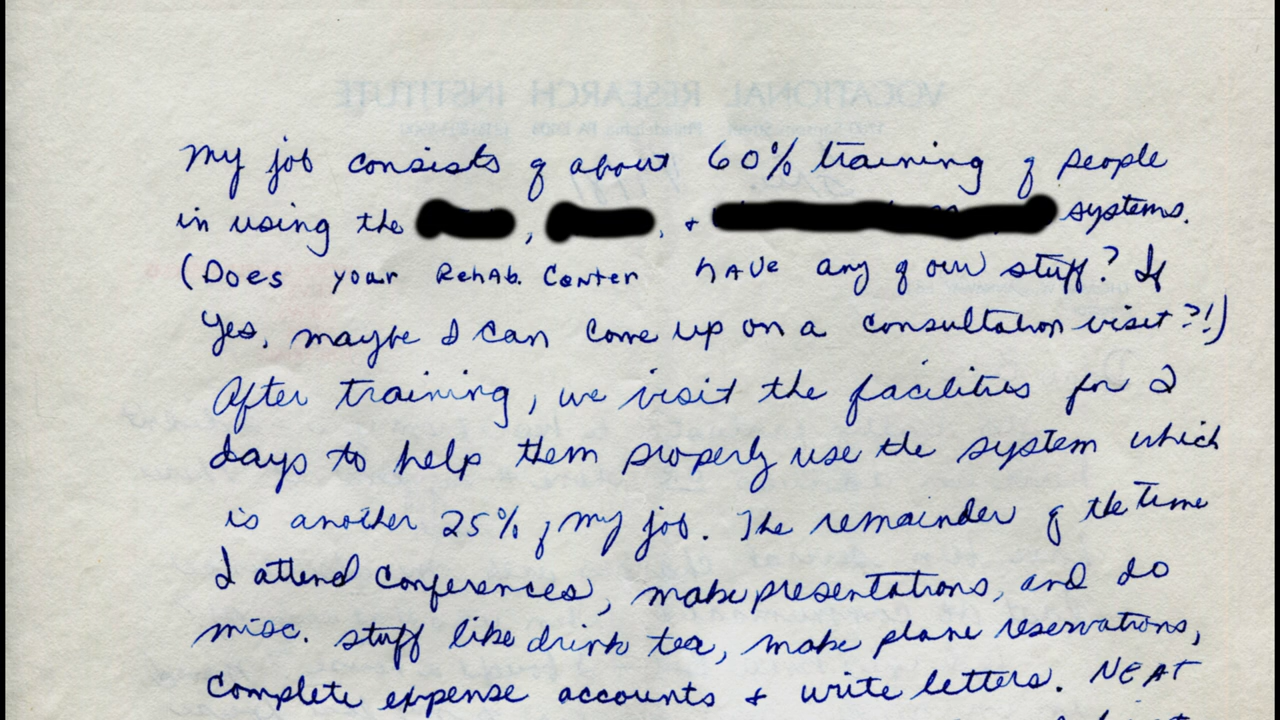 VOCATIONAL RESEARCH INSTITUTE
My job consists of about 60% training of people
in using the , , + systems.
(Does your Rehab. Center have any of our stuff? If
Yes, maybe I can come up on a consultation visit?!)
After training, we visit the facilities for 2
days to help them properly use the system which
is another 25% of my job. The remainder of the time
I attend conferences, make presentations, and do
misc. stuff like drink tea, make plane reservations,
complete expense accounts + write letters. NEAT